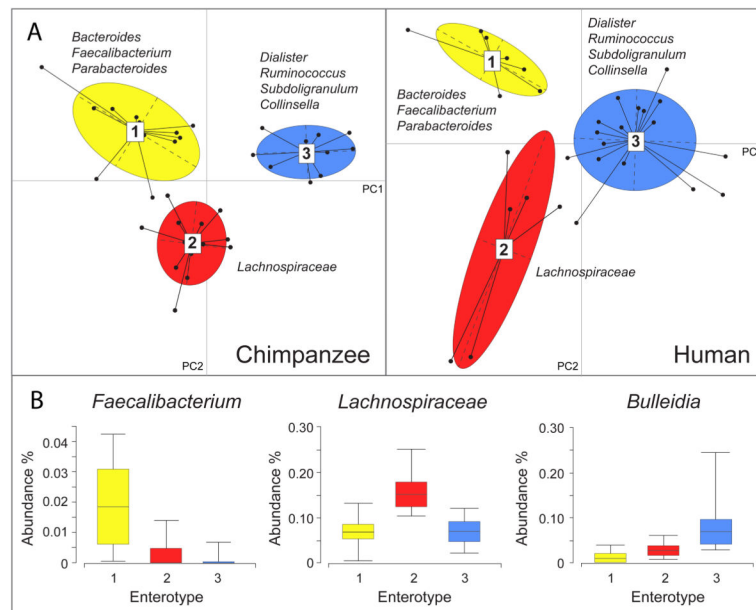 A
Bacteroides
Faecalibacterium
Parabacteroides
Dialister
Ruminococcus
Subdoligranulum
Collinsella
1
3
2
PC1
Lachnospiraceae
PC2
Chimpanzee
Dialister
Ruminococcus
Subdoligranulum
Collinsella
1
Bacteroides
Faecalibacterium
Parabacteroides
3
PC
2
Lachnospiraceae
PC2
Human
B
Faecalibacterium
Abundance %
0.04
0.03
0.02
0.01
0
1 2 3
Enterotype
Lachnospiraceae
Abundance %
0.30
0.20
0.10
0
1 2 3
Enterotype
Bulleidia
Abundance %
0.30
0.20
0.10
0
1 2 3
Enterotype